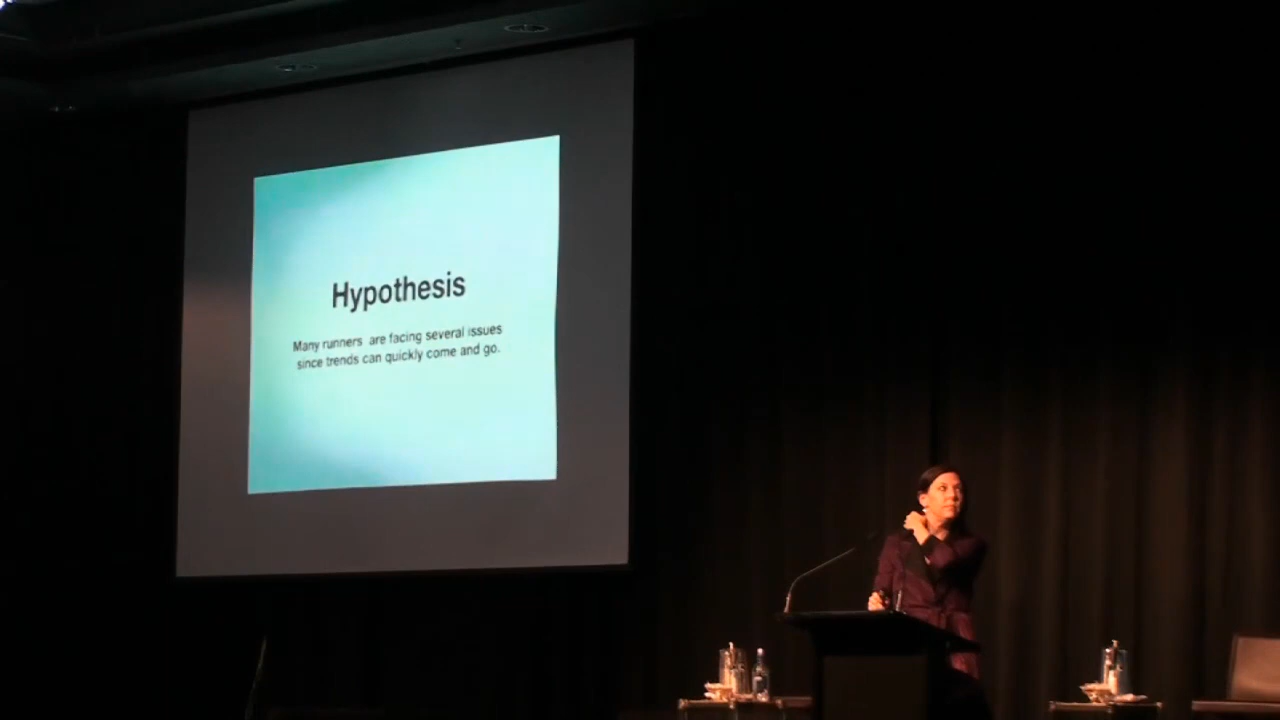 Hypothesis
Many runners are facing several issues
since trends can quickly come and go.